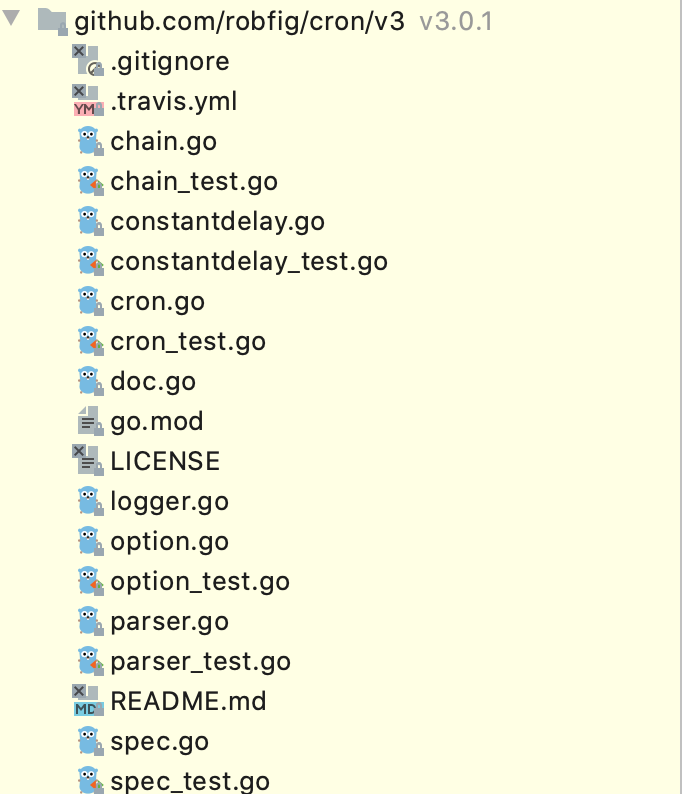 github.com/robfig/cron/v3 v3.0.1
.gitignore
YM .travis.yml
chain.go
chain_test.go
constantdelay.go
constantdelay_test.go
cron.go
cron_test.go
doc.go
go.mod
LICENSE
logger.go
option.go
option_test.go
parser.go
parser_test.go
MD README.md
spec.go
spec_test.go